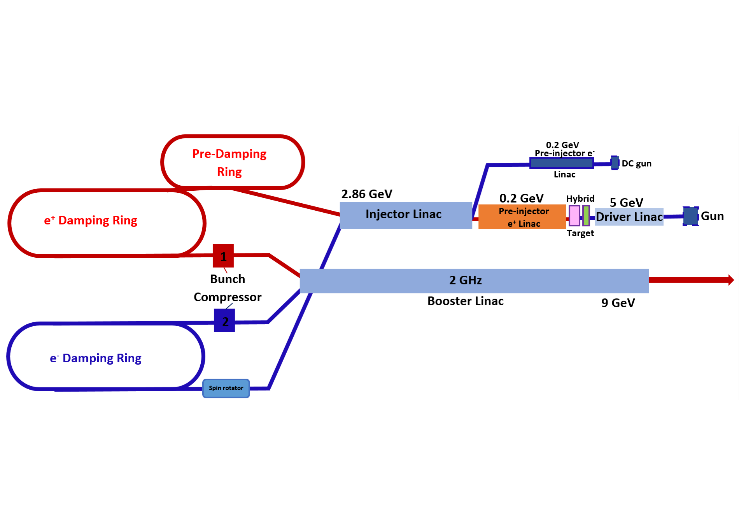 0.2 GeV
Pre-injector e⁻
Linac
DC gun
Pre-Damping
Ring
2.86 GeV
Injector Linac
0.2 GeV
Pre-injector
e⁺ Linac
Hybrid
Target
5 GeV
Driver Linac
Gun
e⁺ Damping Ring
1
Bunch
Compressor
2 GHz
Booster Linac
9 GeV
2
e⁻ Damping Ring
Spin rotator